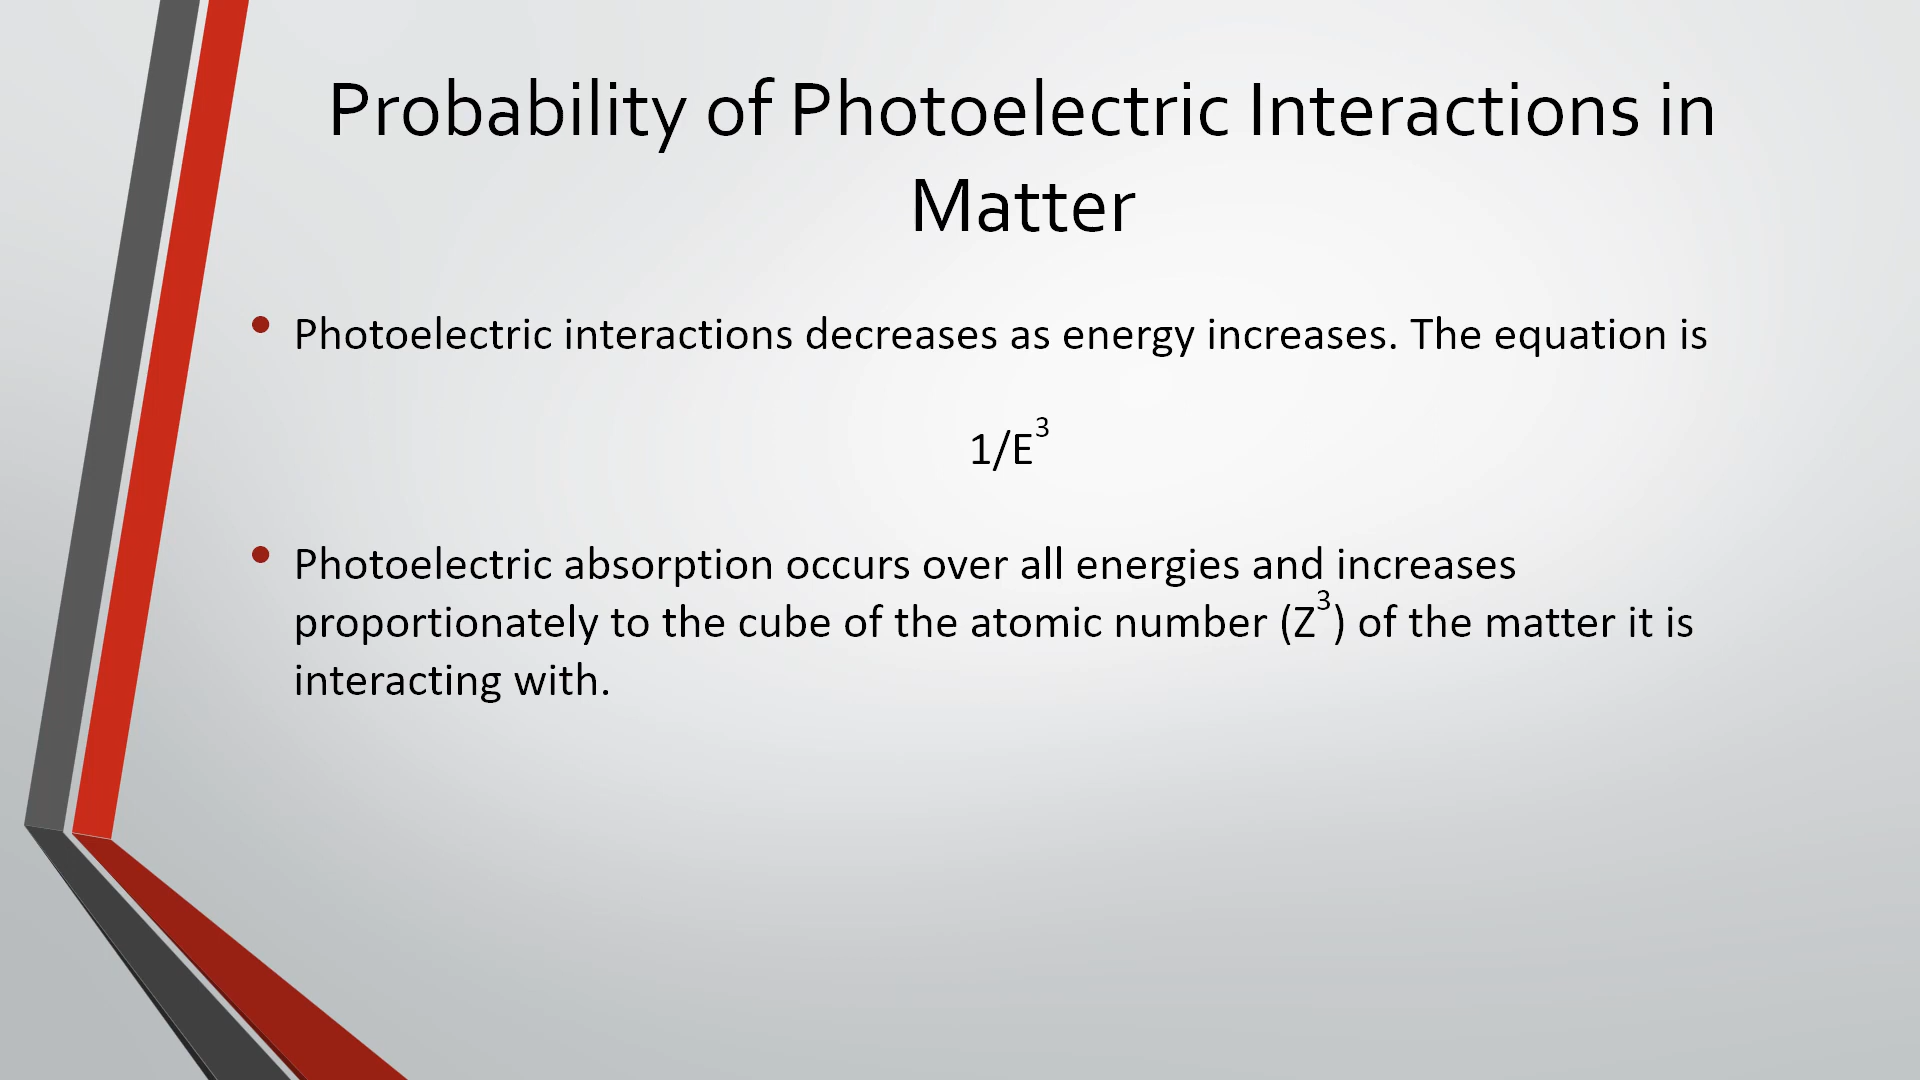 Probability of Photoelectric Interactions in
Matter
• Photoelectric interactions decreases as energy increases. The equation is
1/E³
• Photoelectric absorption occurs over all energies and increases
proportionately to the cube of the atomic number (Z³) of the matter it is
interacting with.